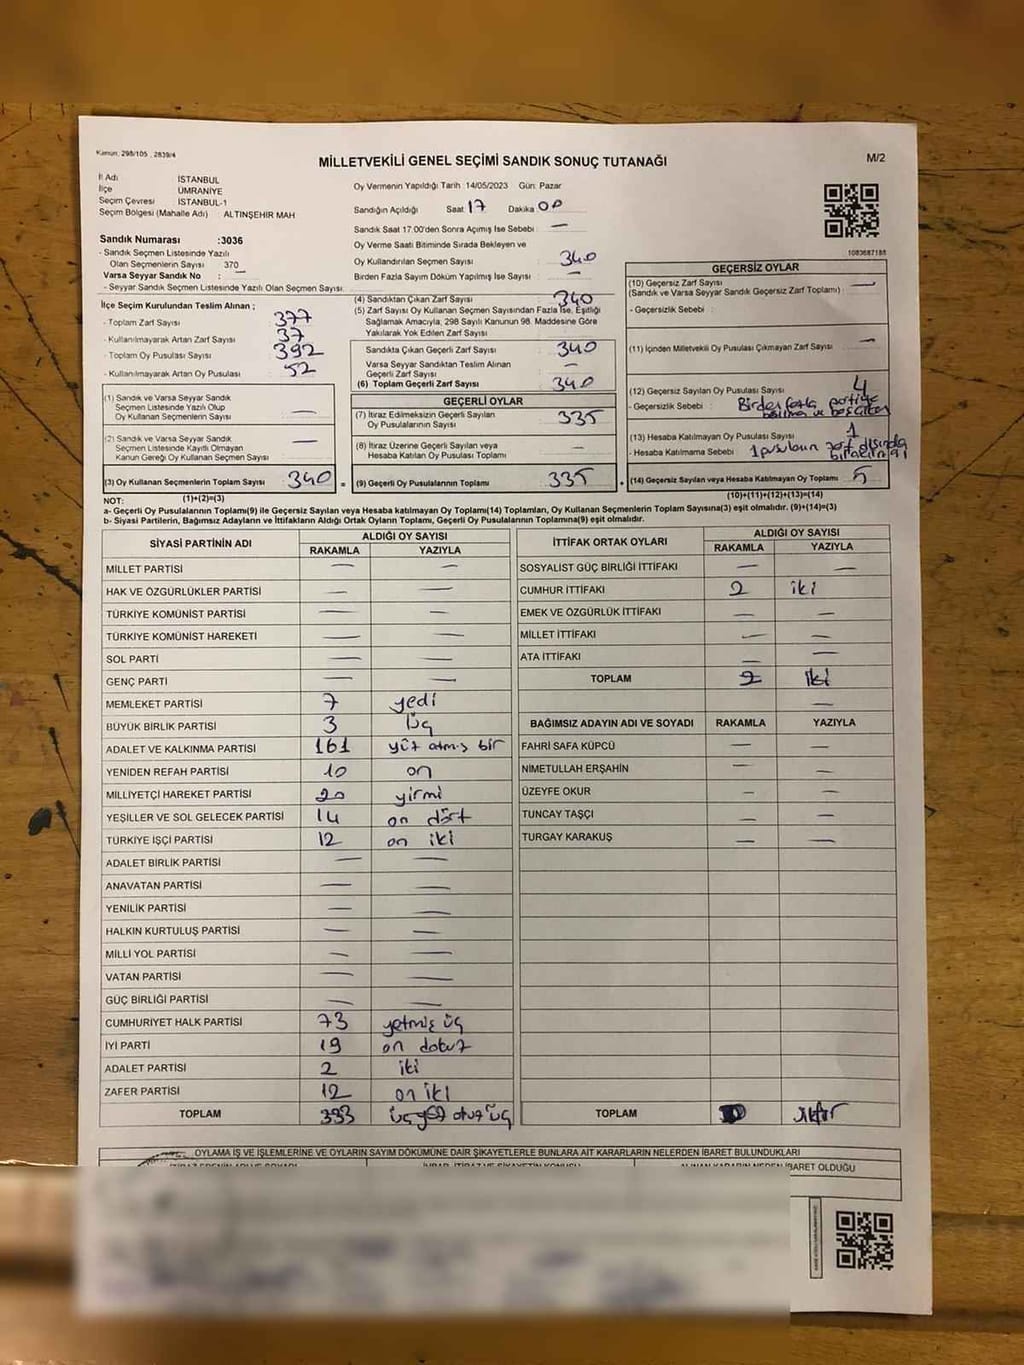 Kanun, 298/105 , 2839/4
MİLLETVEKİLİ GENEL SEÇİMİ SANDIK SONUÇ TUTANAĞI
M/2
İl Adı İSTANBUL
İlçe ÜMRANİYE
Seçim Çevresi İSTANBUL-1
Seçim Bölgesi (Mahalle Adı) ALTINŞEHİR MAH
Sandık Numarası :3036
- Sandık Seçmen Listesinde Yazılı
Olan Seçmenlerin Sayısı : 370
Varsa Seyyar Sandık No : —
- Seyyar Sandık Seçmen Listesinde Yazılı Olan Seçmen Sayısı:
Oy Vermenin Yapıldığı Tarih :14/05/2023 Gün: Pazar
Sandığın Açıldığı Saat 17 Dakika 00
Sandık Saat 17.00'den Sonra Açımış İse Sebebi : —
Oy Verme Saati Bitiminde Sırada Bekleyen ve
Oy Kullandırılan Seçmen Sayısı 340
Birden Fazla Sayım Döküm Yapılmış İse Sayısı : —
1083687185
İlçe Seçim Kurulundan Teslim Alınan ;
- Toplam Zarf Sayısı : 377
- Kullanılmayarak Artan Zarf Sayısı : 37
- Toplam Oy Pusulası Sayısı : 392
- Kullanılmayarak Artan Oy Pusulası : 52
(4) Sandıktan Çıkan Zarf Sayısı : 340
(5) Zarf Sayısı Oy Kullanan Seçmen Sayısından Fazla İse, Eşitliği
Sağlamak Amacıyla, 298 Sayılı Kanunun 98. Maddesine Göre
Yakılarak Yok Edilen Zarf Sayısı :
Sandıkta Çıkan Geçerli Zarf Sayısı : 340
Varsa Seyyar Sandıktan Teslim Alınan
Geçerli Zarf Sayısı : —
(6) Toplam Geçerli Zarf Sayısı 340
GEÇERSİZ OYLAR
(10) Geçersiz Zarf Sayısı
(Sandık ve Varsa Seyyar Sandık Geçersiz Zarf Toplamı) : —
- Geçersizlik Sebebi :
(11) İçinden Milletvekili Oy Pusulası Çıkmayan Zarf Sayısı —
(12) Geçersiz Sayılan Oy Pusulası Sayısı 4
- Geçersizlik Sebebi : Birden fazla partiye
basılma ve
(13) Hesaba Katılmayan Oy Pusulası Sayısı 1
- Hesaba Katılmama Sebebi : 1 pusulanın zarf dışında
(14) Geçersiz Sayılan veya Hesaba Katılmayan Oy Toplamı 5
(1) Sandık ve Varsa Seyyar Sandık
Seçmen Listesinde Yazılı Olup
Oy Kullanan Seçmenlerin Sayısı : —
(2) Sandık ve Varsa Seyyar Sandık
Seçmen Listesinde Kayıtlı Olmayan
Kanun Gereği Oy Kullanan Seçmen Sayısı : —
(3) Oy Kullanan Seçmenlerin Toplam Sayısı 340
GEÇERLİ OYLAR
(7) İtiraz Edilmeksizin Geçerli Sayılan
Oy Pusulalarının Sayısı : 335
(8) İtiraz Üzerine Geçerli Sayılan veya
Hesaba Katılan Oy Pusulası Toplamı : —
(9) Geçerli Oy Pusulalarının Toplamı 335
NOT: (1)+(2)=(3) (10)+(11)+(12)+(13)=(14)
a- Geçerli Oy Pusulalarının Toplamı(9) ile Geçersiz Sayılan veya Hesaba katılmayan Oy Toplamı(14) Toplamları, Oy Kullanan Seçmenlerin Toplam Sayısına(3) eşit olmalıdır. (9)+(14)=(3)
b- Siyasi Partilerin, Bağımsız Adayların ve İttifakların Aldığı Ortak Oyların Toplamı, Geçerli Oy Pusulalarının Toplamına(9) eşit olmalıdır.
SİYASİ PARTİNİN ADI ALDIĞI OY SAYISI
RAKAMLA YAZIYLA
MİLLET PARTİSİ — —
HAK VE ÖZGÜRLÜKLER PARTİSİ — —
TÜRKİYE KOMÜNİST PARTİSİ — —
TÜRKİYE KOMÜNİST HAREKETİ — —
SOL PARTİ — —
GENÇ PARTİ — —
MEMLEKET PARTİSİ 7 yedi
BÜYÜK BİRLİK PARTİSİ 3 üç
ADALET VE KALKINMA PARTİSİ 161 yüz atmış bir
YENİDEN REFAH PARTİSİ 10 on
MİLLİYETÇİ HAREKET PARTİSİ 20 yirmi
YEŞİLLER VE SOL GELECEK PARTİSİ 14 on dört
TÜRKİYE İŞÇİ PARTİSİ 12 on iki
ADALET BİRLİK PARTİSİ — —
ANAVATAN PARTİSİ — —
YENİLİK PARTİSİ — —
HALKIN KURTULUŞ PARTİSİ — —
MİLLİ YOL PARTİSİ — —
VATAN PARTİSİ — —
GÜÇ BİRLİĞİ PARTİSİ — —
CUMHURİYET HALK PARTİSİ 73 yetmiş üç
İYİ PARTİ 19 on dokuz
ADALET PARTİSİ 2 iki
ZAFER PARTİSİ 12 on iki
TOPLAM 333 üç yüz otuz üç
İTTİFAK ORTAK OYLARI ALDIĞI OY SAYISI
RAKAMLA YAZIYLA
SOSYALİST GÜÇ BİRLİĞİ İTTİFAKI — —
CUMHUR İTTİFAKI 2 iki
EMEK VE ÖZGÜRLÜK İTTİFAKI — —
MİLLET İTTİFAKI — —
ATA İTTİFAKI — —
TOPLAM 2 iki
—
BAĞIMSIZ ADAYIN ADI VE SOYADI RAKAMLA YAZIYLA
FAHRİ SAFA KÜPCÜ — —
NİMETULLAH ERŞAHİN — —
ÜZEYFE OKUR — —
TUNCAY TAŞÇI — —
TURGAY KARAKUŞ — —
TOPLAM
OYLAMA İŞ VE İŞLEMLERİNE VE OYLARIN SAYIM DÖKÜMÜNE DAİR ŞİKAYETLERLE BUNLARA AİT KARARLARIN NELERDEN İBARET BULUNDUKLARI